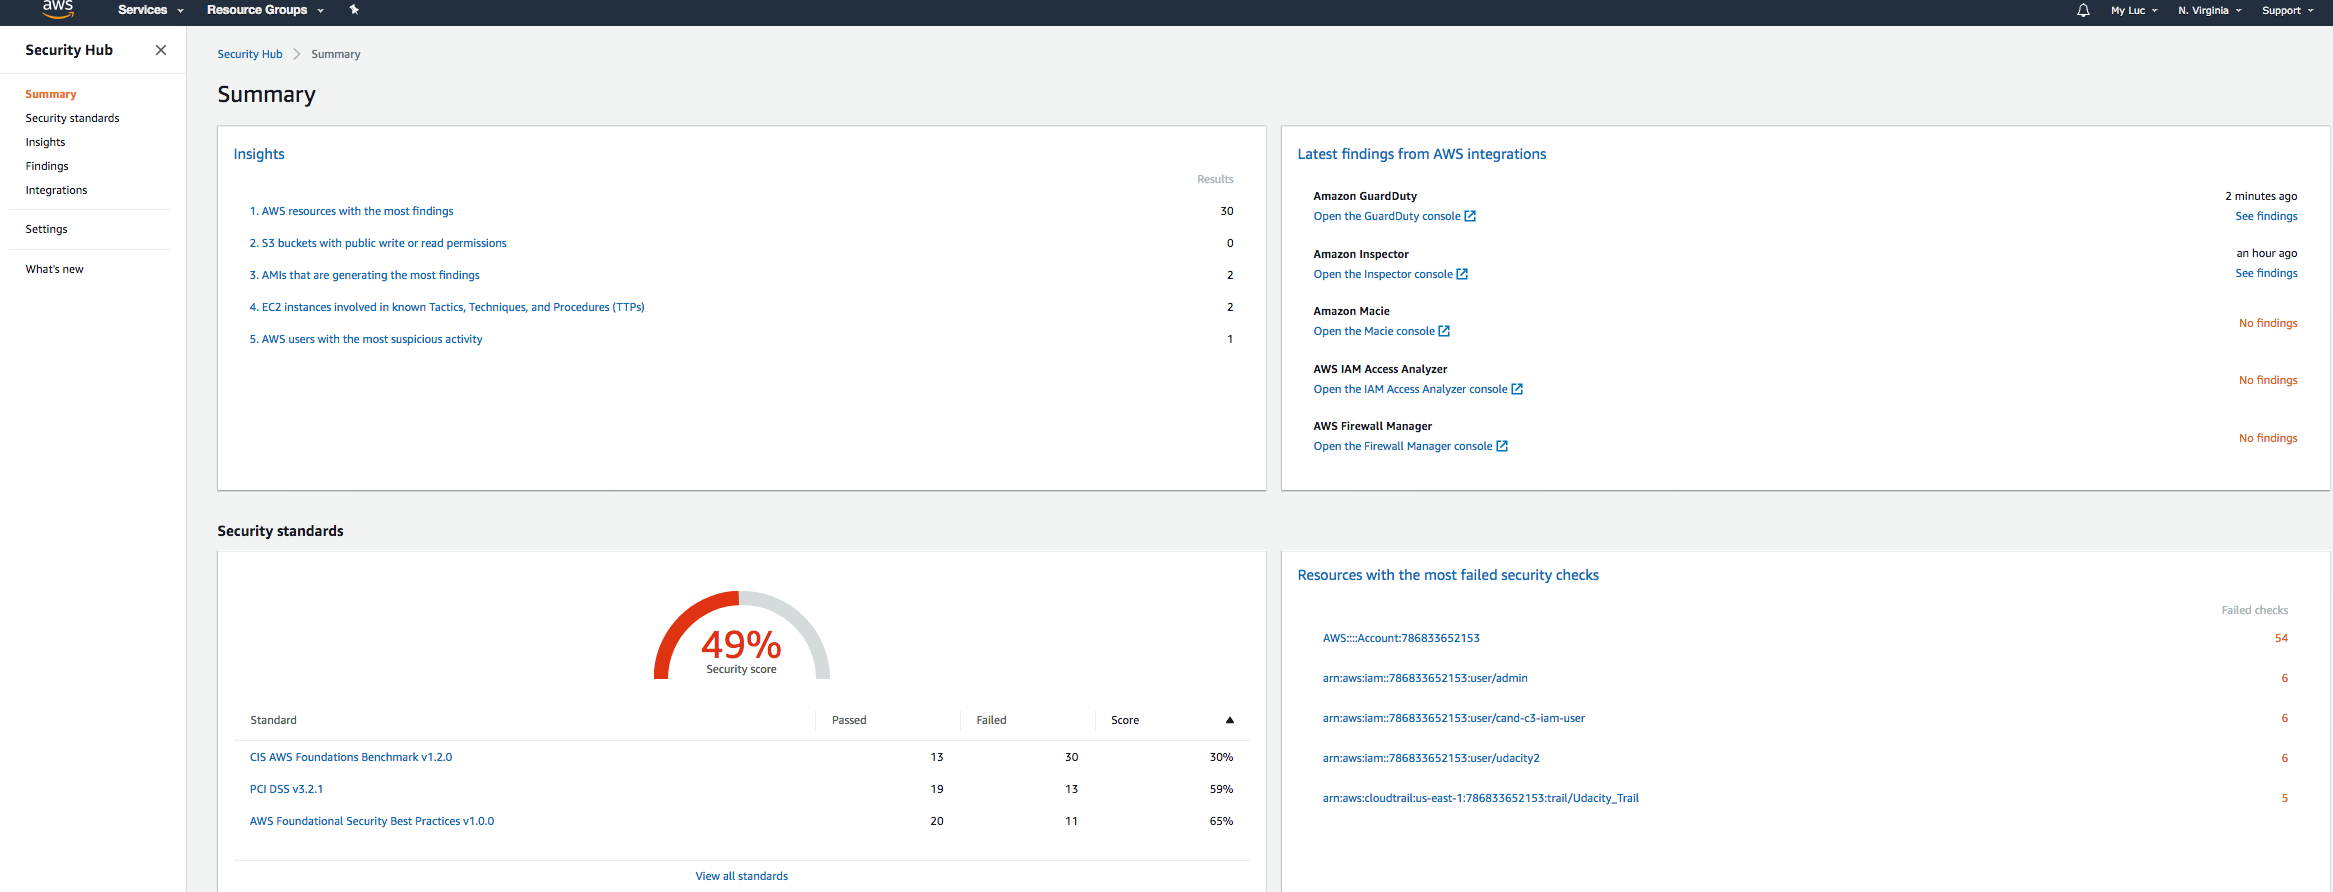 aws Services Resource Groups My Luc N. Virginia Support
Security Hub
Summary
Security standards
Insights
Findings
Integrations
Settings
What's new
Security Hub Summary
Summary
Insights
Results
1. AWS resources with the most findings 30
2. S3 buckets with public write or read permissions 0
3. AMIs that are generating the most findings 2
4. EC2 instances involved in known Tactics, Techniques, and Procedures (TTPs) 2
5. AWS users with the most suspicious activity 1
Latest findings from AWS integrations
Amazon GuardDuty 2 minutes ago
Open the GuardDuty console See findings
Amazon Inspector an hour ago
Open the Inspector console See findings
Amazon Macie
Open the Macie console No findings
AWS IAM Access Analyzer
Open the IAM Access Analyzer console No findings
AWS Firewall Manager
Open the Firewall Manager console No findings
Security standards
49%
Security score
Standard Passed Failed Score
CIS AWS Foundations Benchmark v1.2.0 13 30 30%
PCI DSS v3.2.1 19 13 59%
AWS Foundational Security Best Practices v1.0.0 20 11 65%
View all standards
Resources with the most failed security checks
Failed checks
AWS::::Account:786833652153 54
arn:aws:iam::786833652153:user/admin 6
arn:aws:iam::786833652153:user/cand-c3-iam-user 6
arn:aws:iam::786833652153:user/udacity2 6
arn:aws:cloudtrail:us-east-1:786833652153:trail/Udacity_Trail 5